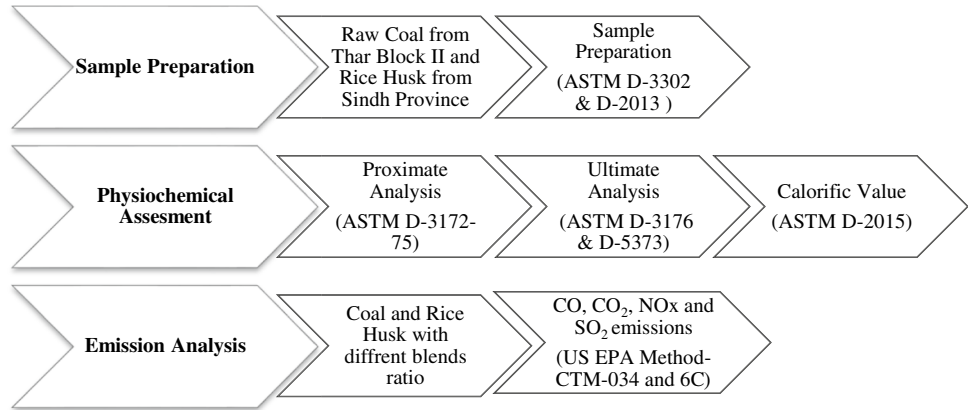 Sample Preparation
Raw Coal from
Thar Block II and
Rice Husk from
Sindh Province
Sample
Preparation
(ASTM D-3302
& D-2013 )
Physiochemical
Assesment
Proximate
Analysis
(ASTM D-3172-
75)
Ultimate
Analysis
(ASTM D-3176
& D-5373)
Calorific Value
(ASTM D-2015)
Emission Analysis
Coal and Rice
Husk with
diffrent blends
ratio
CO, CO₂, NOx and
SO₂ emissions
(US EPA Method-
CTM-034 and 6C)